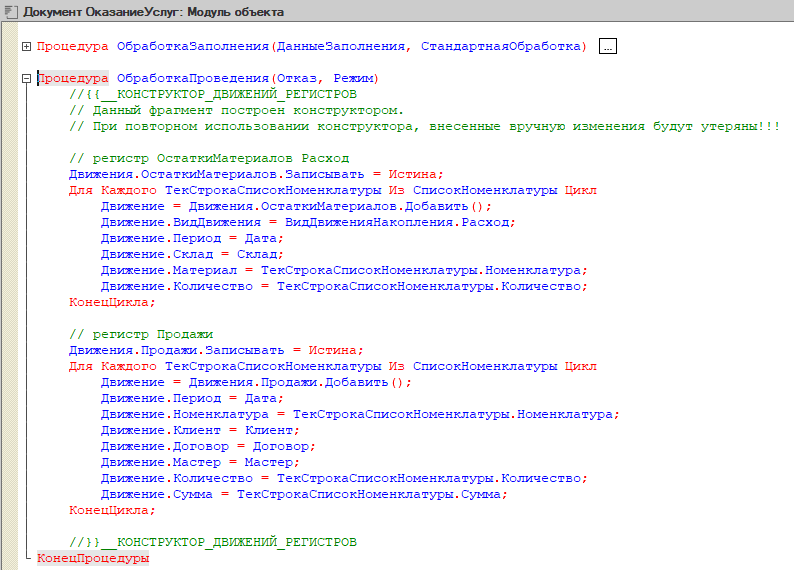 Документ ОказаниеУслуг: Модуль объекта
Процедура ОбработкаЗаполнения(ДанныеЗаполнения, СтандартнаяОбработка) ...
Процедура ОбработкаПроведения(Отказ, Режим)
//{{__КОНСТРУКТОР_ДВИЖЕНИЙ_РЕГИСТРОВ
// Данный фрагмент построен конструктором.
// При повторном использовании конструктора, внесенные вручную изменения будут утеряны!!!
// регистр ОстаткиМатериалов Расход
Движения.ОстаткиМатериалов.Записывать = Истина;
Для Каждого ТекСтрокаСписокНоменклатуры Из СписокНоменклатуры Цикл
Движение = Движения.ОстаткиМатериалов.Добавить();
Движение.ВидДвижения = ВидДвиженияНакопления.Расход;
Движение.Период = Дата;
Движение.Склад = Склад;
Движение.Материал = ТекСтрокаСписокНоменклатуры.Номенклатура;
Движение.Количество = ТекСтрокаСписокНоменклатуры.Количество;
КонецЦикла;
// регистр Продажи
Движения.Продажи.Записывать = Истина;
Для Каждого ТекСтрокаСписокНоменклатуры Из СписокНоменклатуры Цикл
Движение = Движения.Продажи.Добавить();
Движение.Период = Дата;
Движение.Номенклатура = ТекСтрокаСписокНоменклатуры.Номенклатура;
Движение.Клиент = Клиент;
Движение.Договор = Договор;
Движение.Мастер = Мастер;
Движение.Количество = ТекСтрокаСписокНоменклатуры.Количество;
Движение.Сумма = ТекСтрокаСписокНоменклатуры.Сумма;
КонецЦикла;
//}}__КОНСТРУКТОР_ДВИЖЕНИЙ_РЕГИСТРОВ
КонецПроцедуры